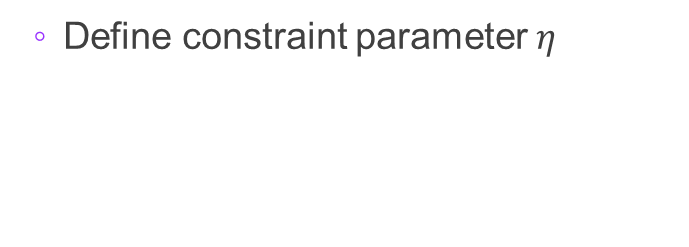 ◦ Define constraint parameter η